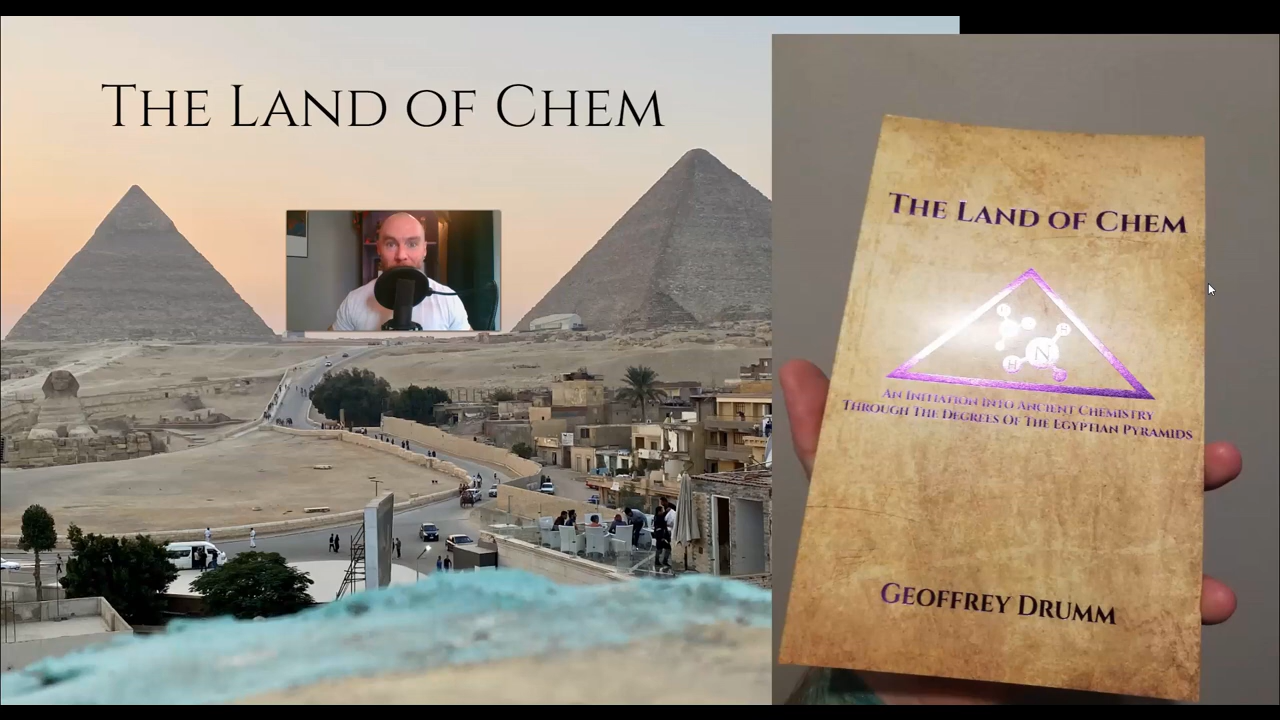 The Land of Chem
The Land of Chem
H
N
H
An Initiation into Ancient Chemistry
Through The Degrees Of The Egyptian Pyramids
Geoffrey Drumm